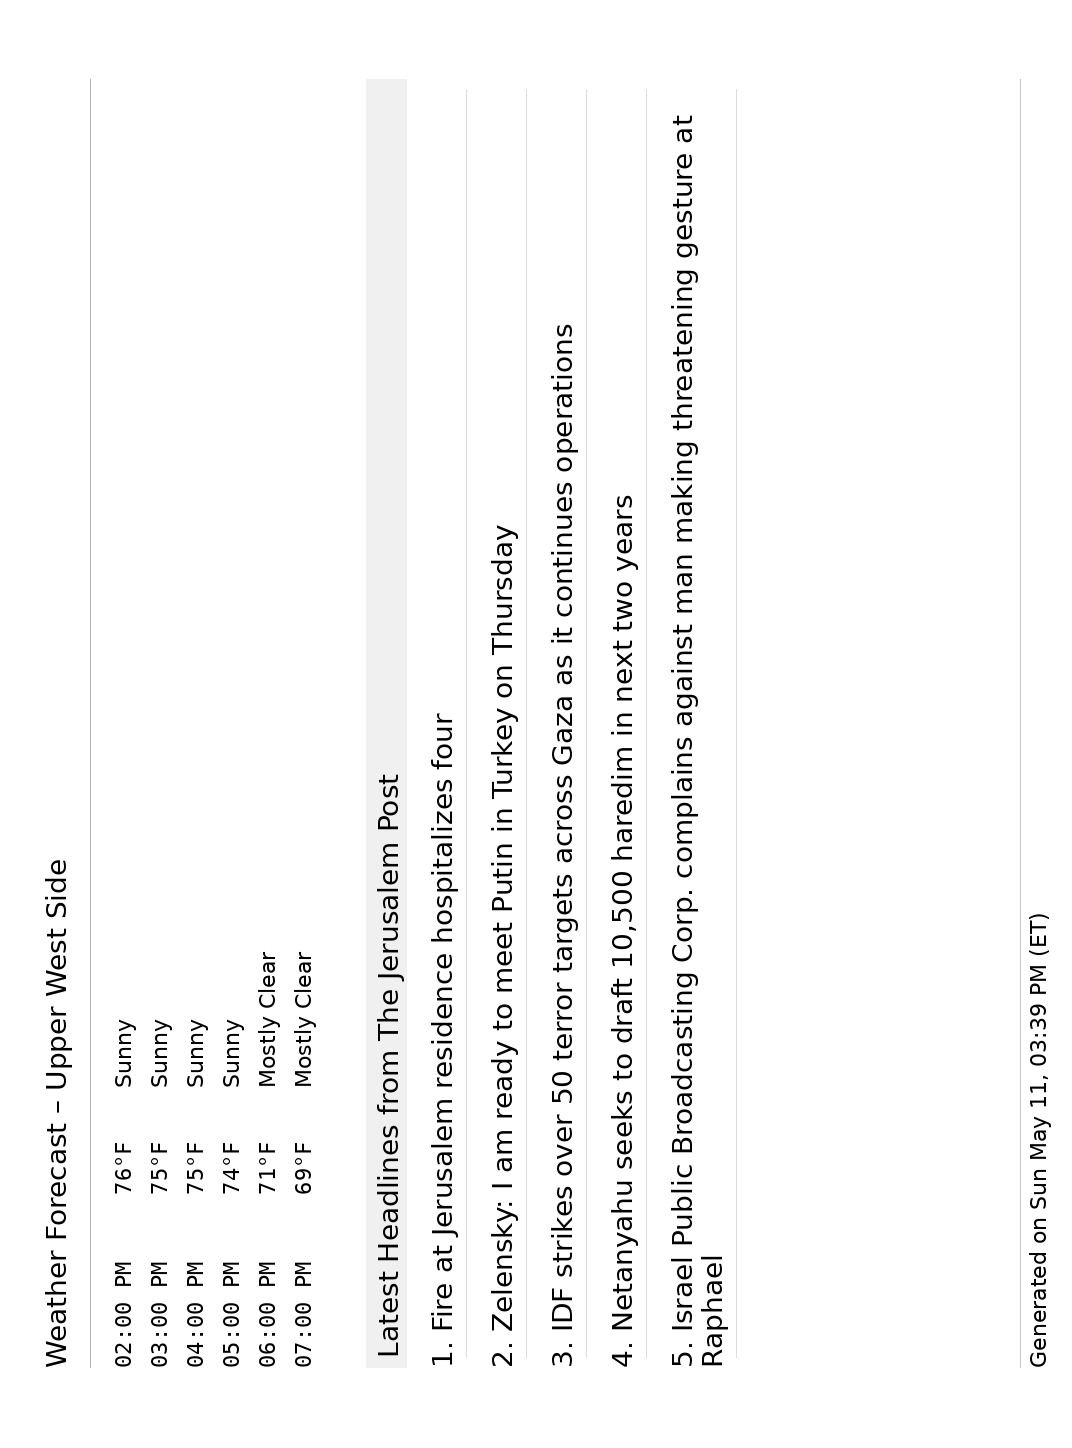 Weather Forecast – Upper West Side
02:00 PM 76°F Sunny
03:00 PM 75°F Sunny
04:00 PM 75°F Sunny
05:00 PM 74°F Sunny
06:00 PM 71°F Mostly Clear
07:00 PM 69°F Mostly Clear
Latest Headlines from The Jerusalem Post
1. Fire at Jerusalem residence hospitalizes four
2. Zelensky: I am ready to meet Putin in Turkey on Thursday
3. IDF strikes over 50 terror targets across Gaza as it continues operations
4. Netanyahu seeks to draft 10,500 haredim in next two years
5. Israel Public Broadcasting Corp. complains against man making threatening gesture at
Raphael
Generated on Sun May 11, 03:39 PM (ET)